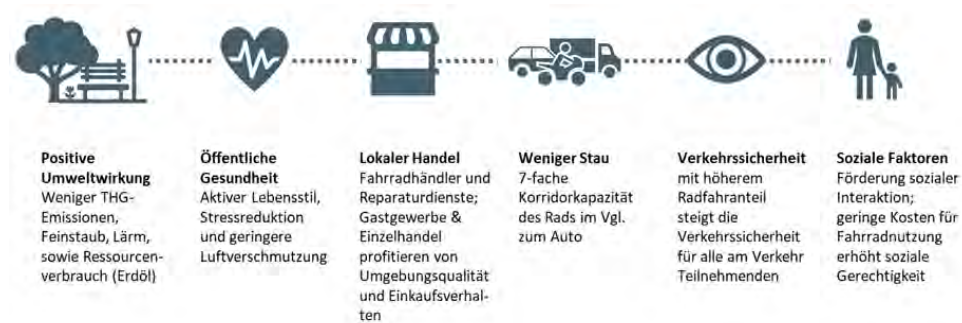 Positive
Umweltwirkung
Weniger THG-
Emissionen,
Feinstaub, Lärm,
sowie Ressourcen-
verbrauch (Erdöl)
Öffentliche
Gesundheit
Aktiver Lebensstil,
Stressreduktion
und geringere
Luftverschmutzung
Lokaler Handel
Fahrradhändler und
Reparaturdienste;
Gastgewerbe &
Einzelhandel
profitieren von
Umgebungsqualität
und Einkaufsverhal-
ten
Weniger Stau
7-fache
Korridorkapazität
des Rads im Vgl.
zum Auto
Verkehrssicherheit
mit höherem
Radfahranteil
steigt die
Verkehrssicherheit
für alle am Verkehr
Teilnehmenden
Soziale Faktoren
Förderung sozialer
Interaktion;
geringe Kosten für
Fahrradnutzung
erhöht soziale
Gerechtigkeit